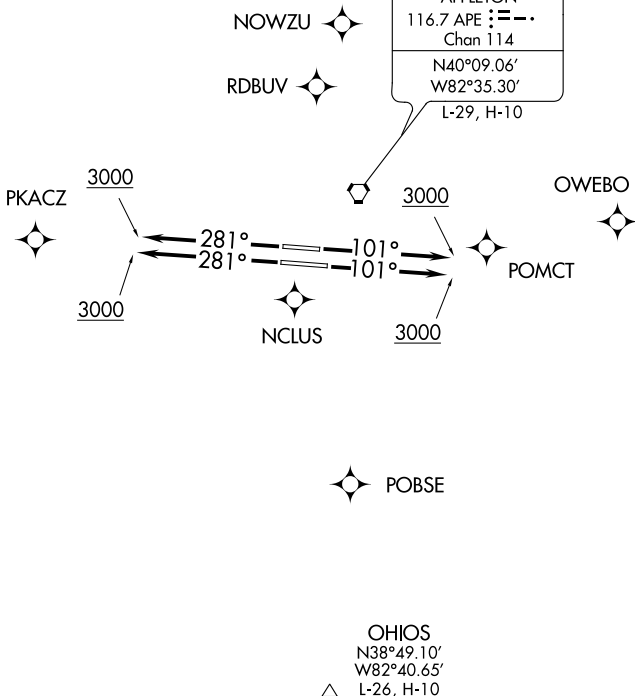 APPLETON
116.7 APE
Chan 114
N40°09.06'
W82°35.30'
L-29, H-10
NOWZU
RDBUV
PKACZ
3000
3000
OWEBO
281°
101°
281°
101°
POMCT
3000
3000
NCLUS
POBSE
OHIOS
N38°49.10'
W82°40.65'
L-26, H-10